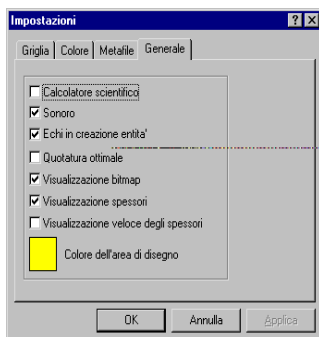 Impostazioni
Griglia Colore Metafile Generale
Calcolatore scientifico
Sonoro
Echi in creazione entita'
Quotatura ottimale
Visualizzazione bitmap
Visualizzazione spessori
Visualizzazione veloce degli spessori
Colore dell'area di disegno
OK Annulla Applica